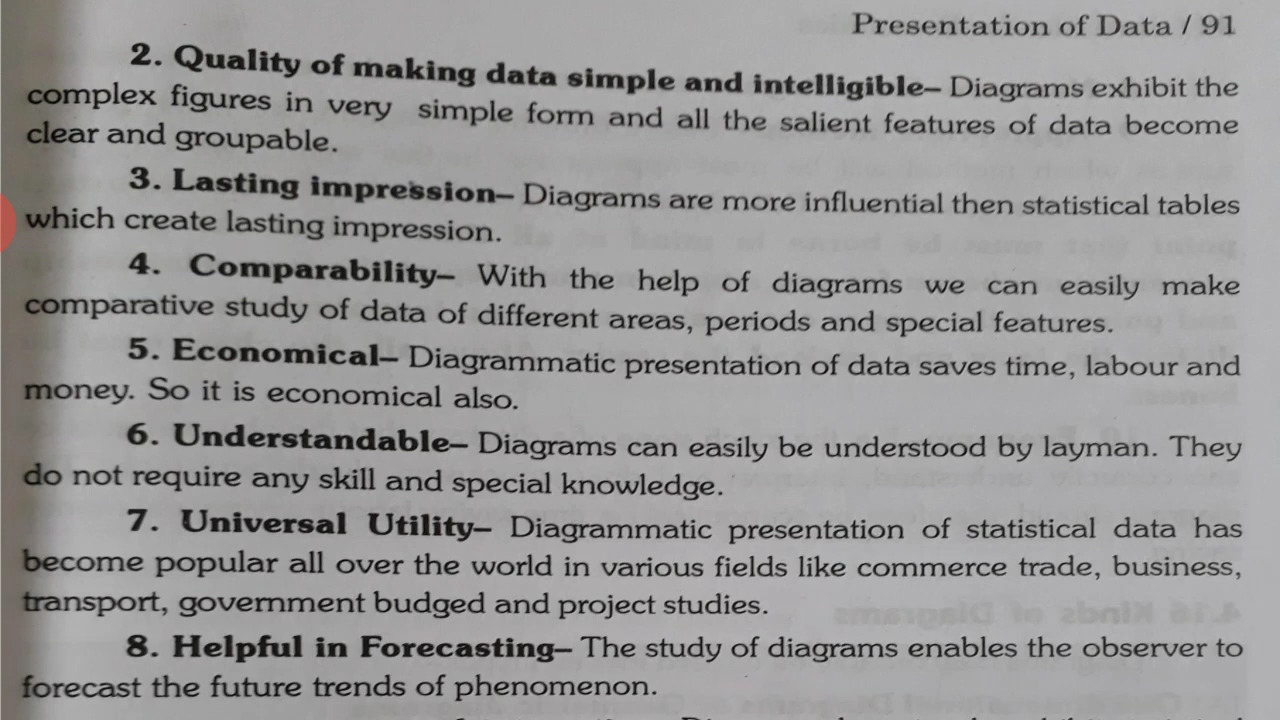 Presentation of Data / 91
2. Quality of making data simple and intelligible– Diagrams exhibit the
complex figures in very simple form and all the salient features of data become
clear and groupable.
3. Lasting impression– Diagrams are more influential then statistical tables
which create lasting impression.
4. Comparability– With the help of diagrams we can easily make
comparative study of data of different areas, periods and special features.
5. Economical– Diagrammatic presentation of data saves time, labour and
money. So it is economical also.
6. Understandable– Diagrams can easily be understood by layman. They
do not require any skill and special knowledge.
7. Universal Utility– Diagrammatic presentation of statistical data has
become popular all over the world in various fields like commerce trade, business,
transport, government budged and project studies.
8. Helpful in Forecasting– The study of diagrams enables the observer to
forecast the future trends of phenomenon.